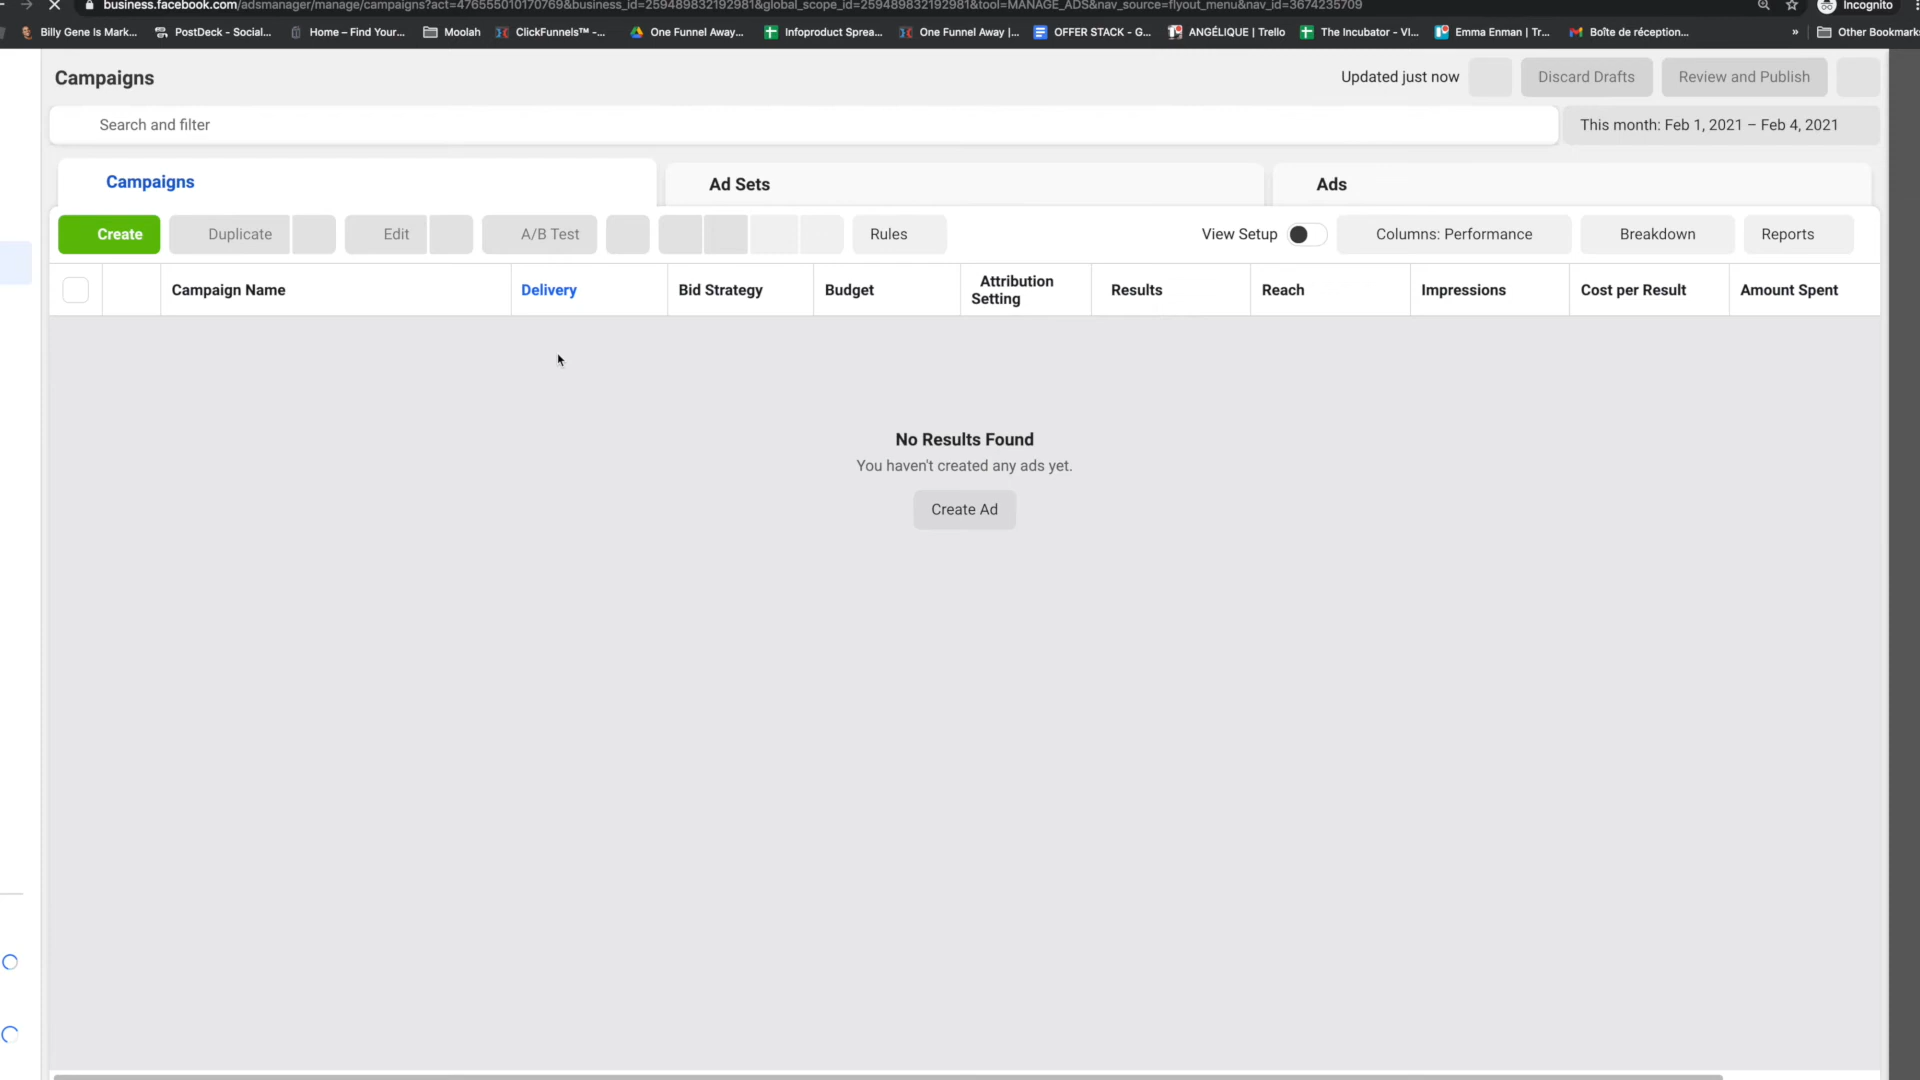 business.facebook.com/adsmanager/manage/campaigns?act=476555010170769&business_id=259489832192981&global_scope_id=259489832192981&tool=MANAGE_ADS&nav_source=flyout_menu&nav_id=3674235709
Incognito
Billy Gene Is Mark... PostDeck - Social... Home – Find Your... Moolah ClickFunnels™ -... One Funnel Away... Infoproduct Sprea... One Funnel Away |... OFFER STACK - G... ANGÉLIQUE | Trello The Incubator - VI... Emma Enman | Tr... Boîte de réception... » Other Bookmarks
Campaigns
Updated just now
Discard Drafts
Review and Publish
Search and filter
This month: Feb 1, 2021 – Feb 4, 2021
Campaigns
Ad Sets
Ads
Create
Duplicate
Edit
A/B Test
Rules
View Setup
Columns: Performance
Breakdown
Reports
Campaign Name
Delivery
Bid Strategy
Budget
Attribution
Setting
Results
Reach
Impressions
Cost per Result
Amount Spent
No Results Found
You haven't created any ads yet.
Create Ad